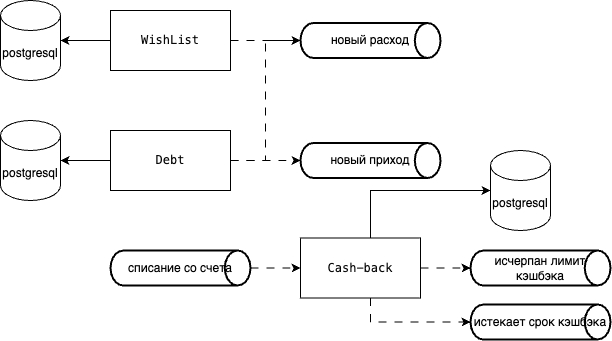 postgresql
WishList
новый расход
postgresql
Debt
новый приход
postgresql
списание со счета
Cash-back
исчерпан лимит
кэшбэка
истекает срок кэшбэка